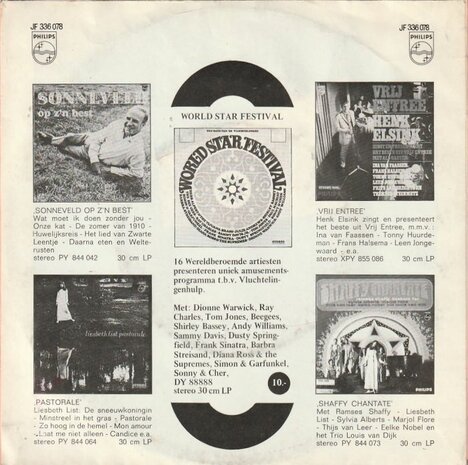 JF 336 078
PHILIPS
JF 336 078
PHILIPS
SONNEVELD
op z'n best
'SONNEVELD OP Z'N BEST'
Wat moet ik doen zonder jou -
Onze kat - De zomer van 1910 -
Huwelijksreis - Het lied van Zwarte
Leentje - Daarna eten en Welte-
rusten
stereo PY 844 042 30 cm LP
liesbeth list pastorale
'PASTORALE'
Liesbeth List: De sneeuwkoningin
- Minstreel in het gras - Pastorale
- Zo hoog in de hemel - Mon amour
- Laat me niet alleen - Candice e.a.
stereo PY 844 064 30 cm LP
WORLD STAR FESTIVAL
WORLD STAR FESTIVAL
16 Wereldberoemde artiesten
presenteren uniek amusements-
programma t.b.v. Vluchtelin-
genhulp.
Met: Dionne Warwick, Ray
Charles, Tom Jones, Beegees,
Shirley Bassey, Andy Williams,
Sammy Davis, Dusty Spring-
field, Frank Sinatra, Barbra
Streisand, Diana Ross & the
Supremes, Simon & Garfunkel,
Sonny & Cher,
DY 88888
stereo 30 cm LP
10.-
VRIJ
ENTREE
HENK
ELSINK
'VRIJ ENTREE'
Henk Elsink zingt en presenteert
het beste uit Vrij Entree, m.m.v.:
Ina van Faassen - Tonny Huurde-
man - Frans Halsema - Leen Jonge-
waard - e.a.
stereo XPY 855 086 30 cm LP
'SHAFFY CHANTATE'
Met Ramses Shaffy - Liesbeth
List - Sylvia Alberts - Marjol Flore
- Thijs van Leer - Eelke Nobel en
het Trio Louis van Dijk
stereo PY 844 073 30 cm LP